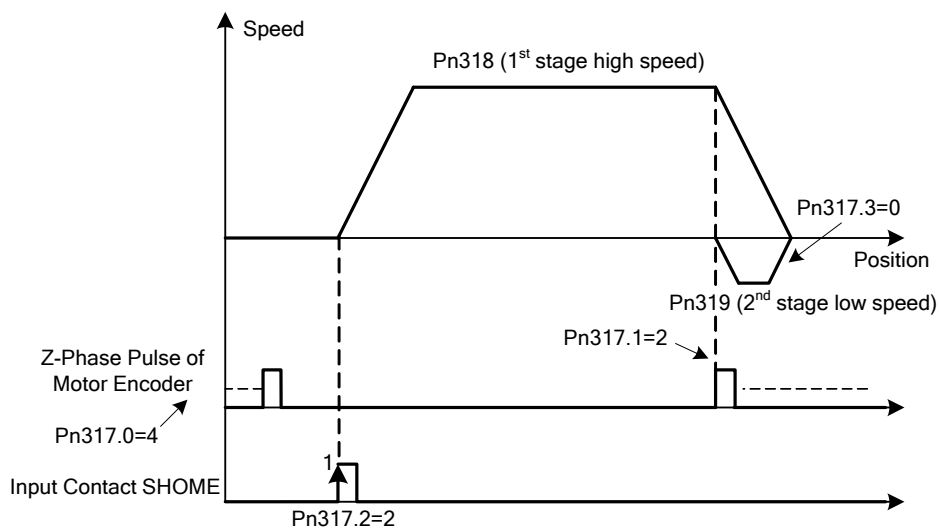 Speed
Pn318 (1st stage high speed)
Pn317.3=0
Position
Pn319 (2nd stage low speed)
Pn317.1=2
Z-Phase Pulse of
Motor Encoder
Pn317.0=4
1
Input Contact SHOME
Pn317.2=2